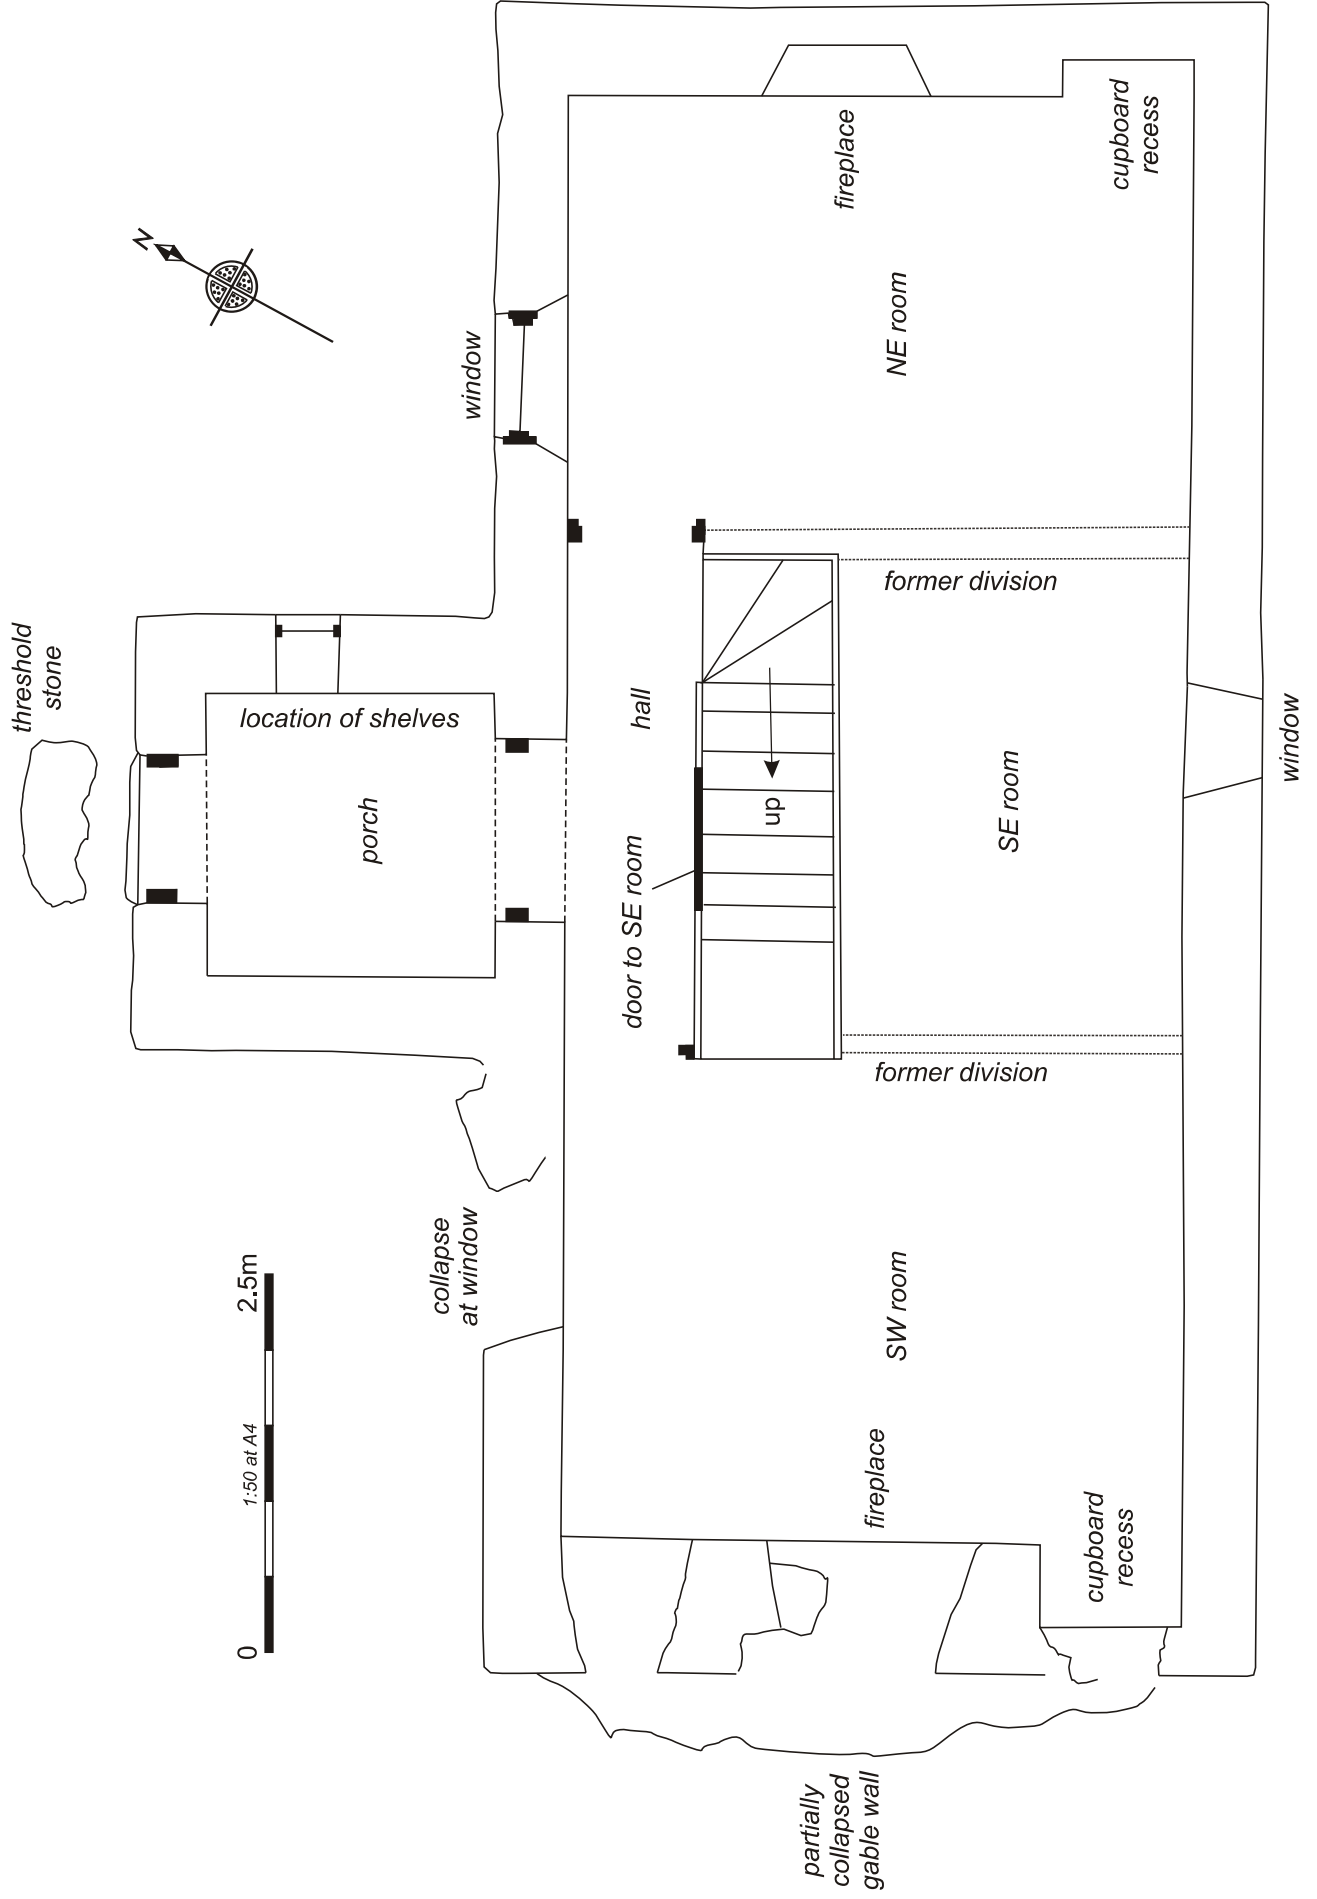 N
threshold
stone
window
fireplace
cupboard
recess
NE room
former division
location of shelves
hall
porch
up
door to SE room
SE room
window
former division
collapse
at window
SW room
fireplace
cupboard
recess
0
1:50 at A4
2.5m
partially
collapsed
gable wall